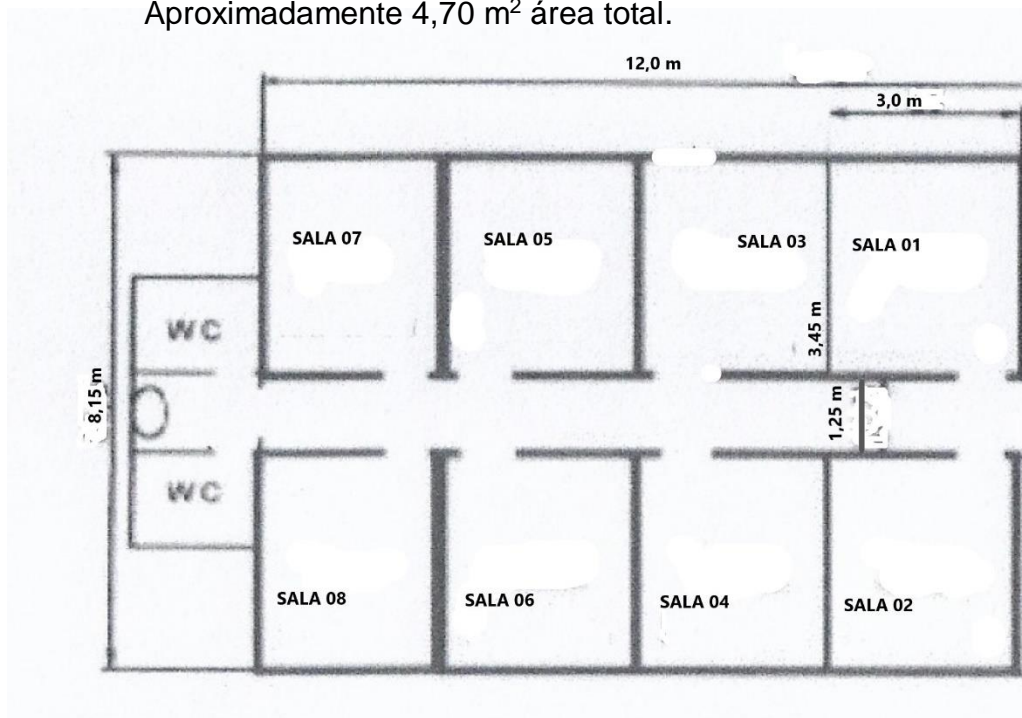 Aproximadamente 4,70 m² área total.
12,0 m
3,0 m
SALA 07
SALA 05
SALA 03
SALA 01
3,45 m
WC
8,15 m
1,25 m
WC
SALA 08
SALA 06
SALA 04
SALA 02